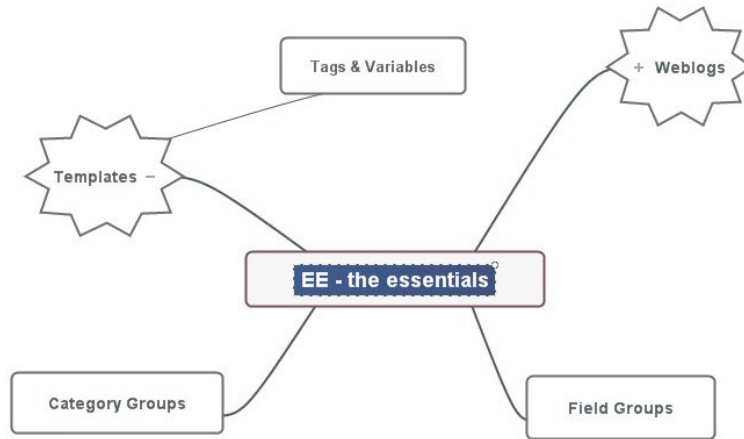 Tags & Variables
+ Weblogs
Templates −
EE - the essentials
Category Groups
Field Groups